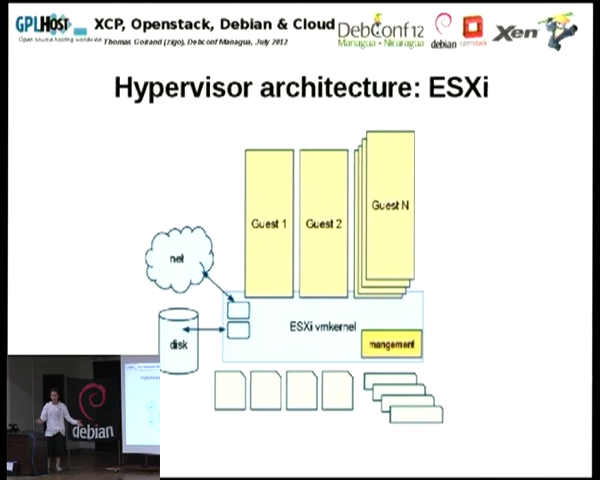 GPLHOST
Open source hosting worldwide
XCP, Openstack, Debian & Cloud
Thomas Goirand (zigo), Debconf Managua, July 2012
DebConf12
Managua - Nicaragua
debian
openstack
Xen
Hypervisor architecture: ESXi
Guest 1
Guest 2
Guest N
net
ESXi vmkernel
disk
mangement
debian